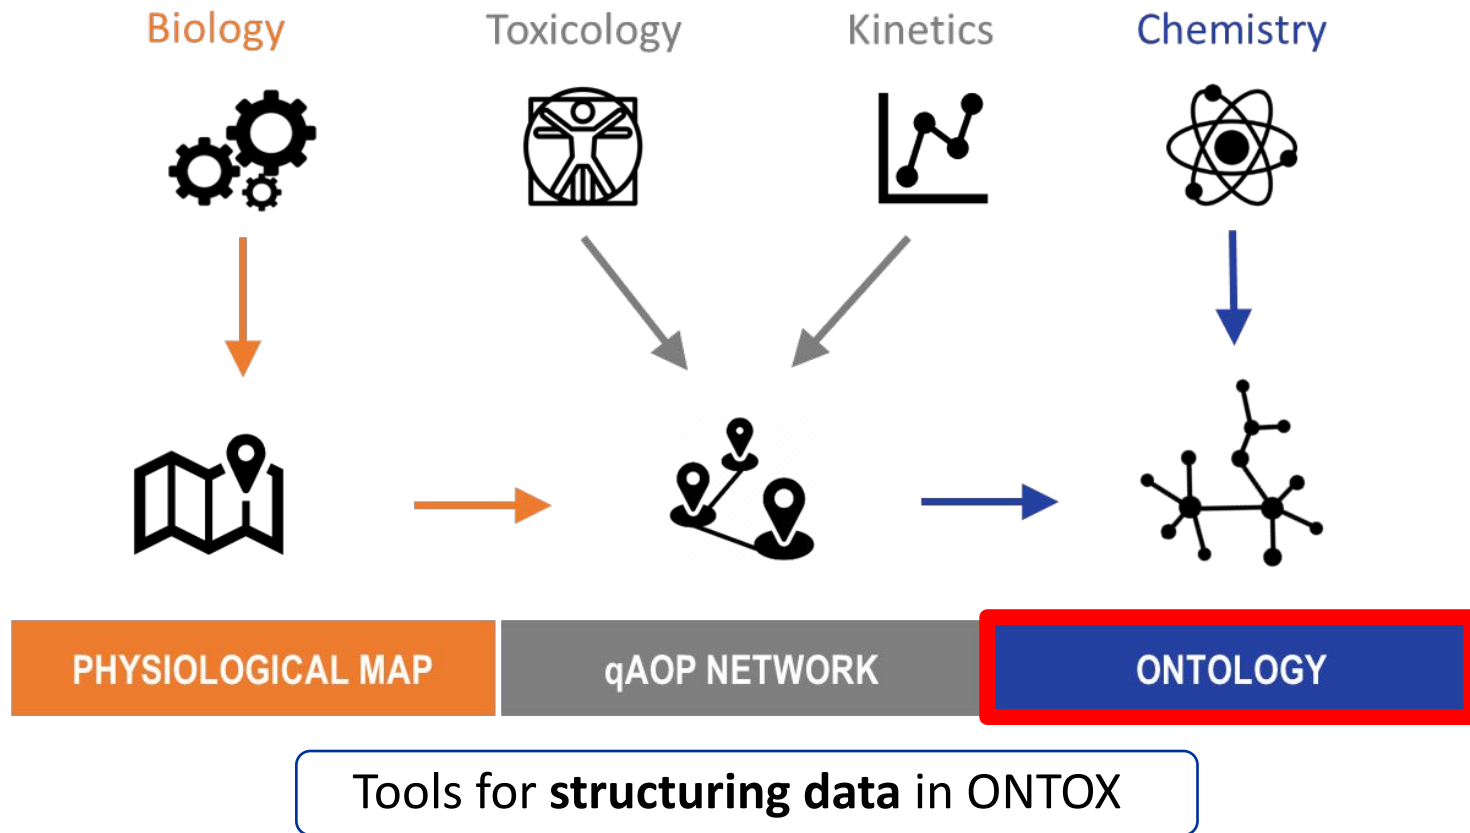 Biology
Toxicology
Kinetics
Chemistry
PHYSIOLOGICAL MAP
qAOP NETWORK
ONTOLOGY
Tools for structuring data in ONTOX